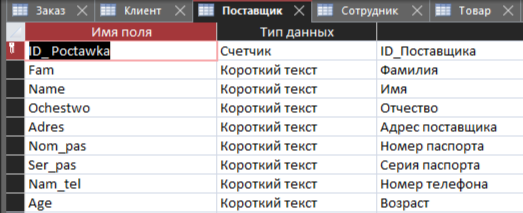 Заказ Клиент Поставщик Сотрудник Товар
Имя поля Тип данных
ID_Poctawka Счетчик ID_Поставщика
Fam Короткий текст Фамилия
Name Короткий текст Имя
Ochestwo Короткий текст Отчество
Adres Короткий текст Адрес поставщика
Nom_pas Короткий текст Номер паспорта
Ser_pas Короткий текст Серия паспорта
Nam_tel Короткий текст Номер телефона
Age Короткий текст Возраст